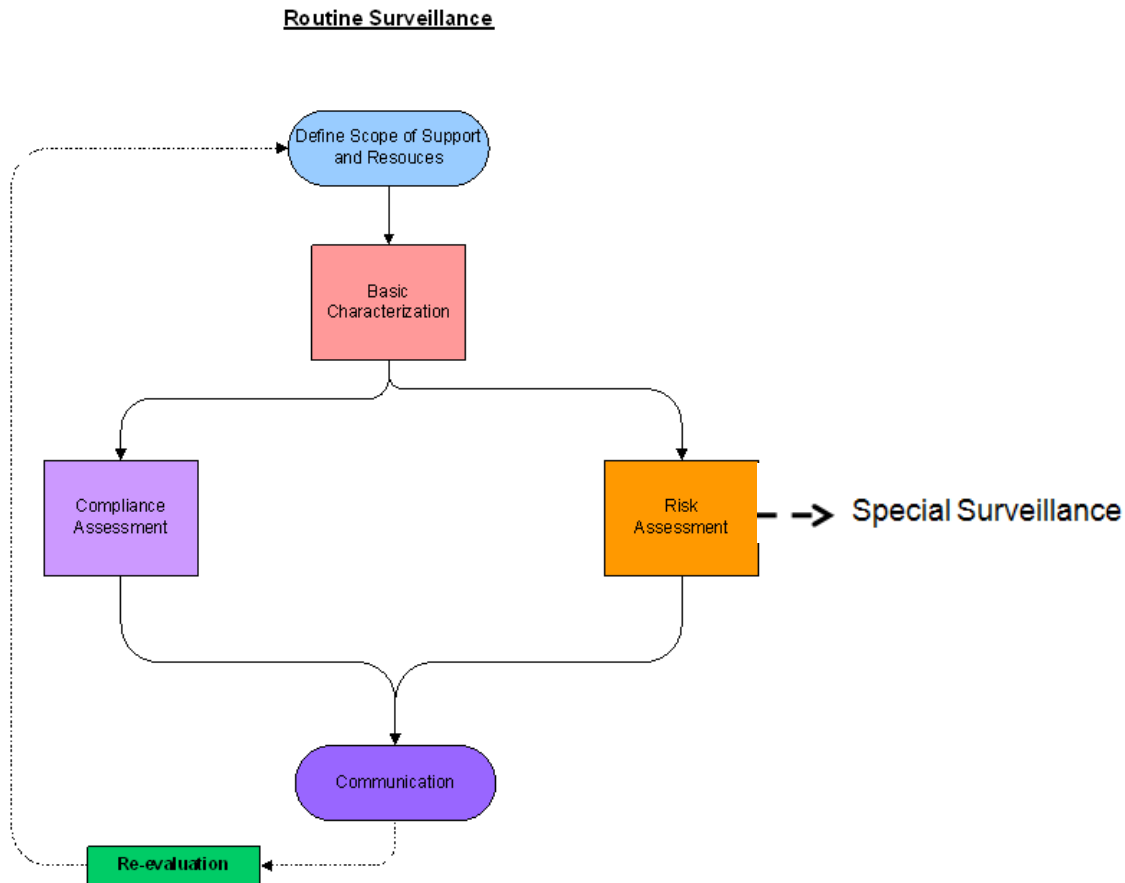 Routine Surveillance
Define Scope of Support
and Resouces
Basic
Characterization
Compliance
Assessment
Risk
Assessment
Special Surveillance
Communication
Re-evaluation